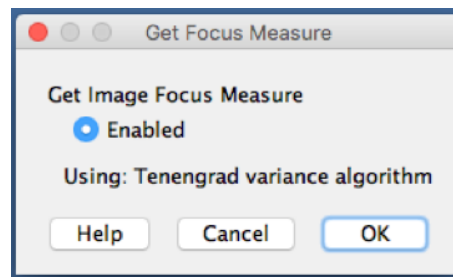 Get Focus Measure
Get Image Focus Measure
Enabled
Using: Tenengrad variance algorithm
Help Cancel OK